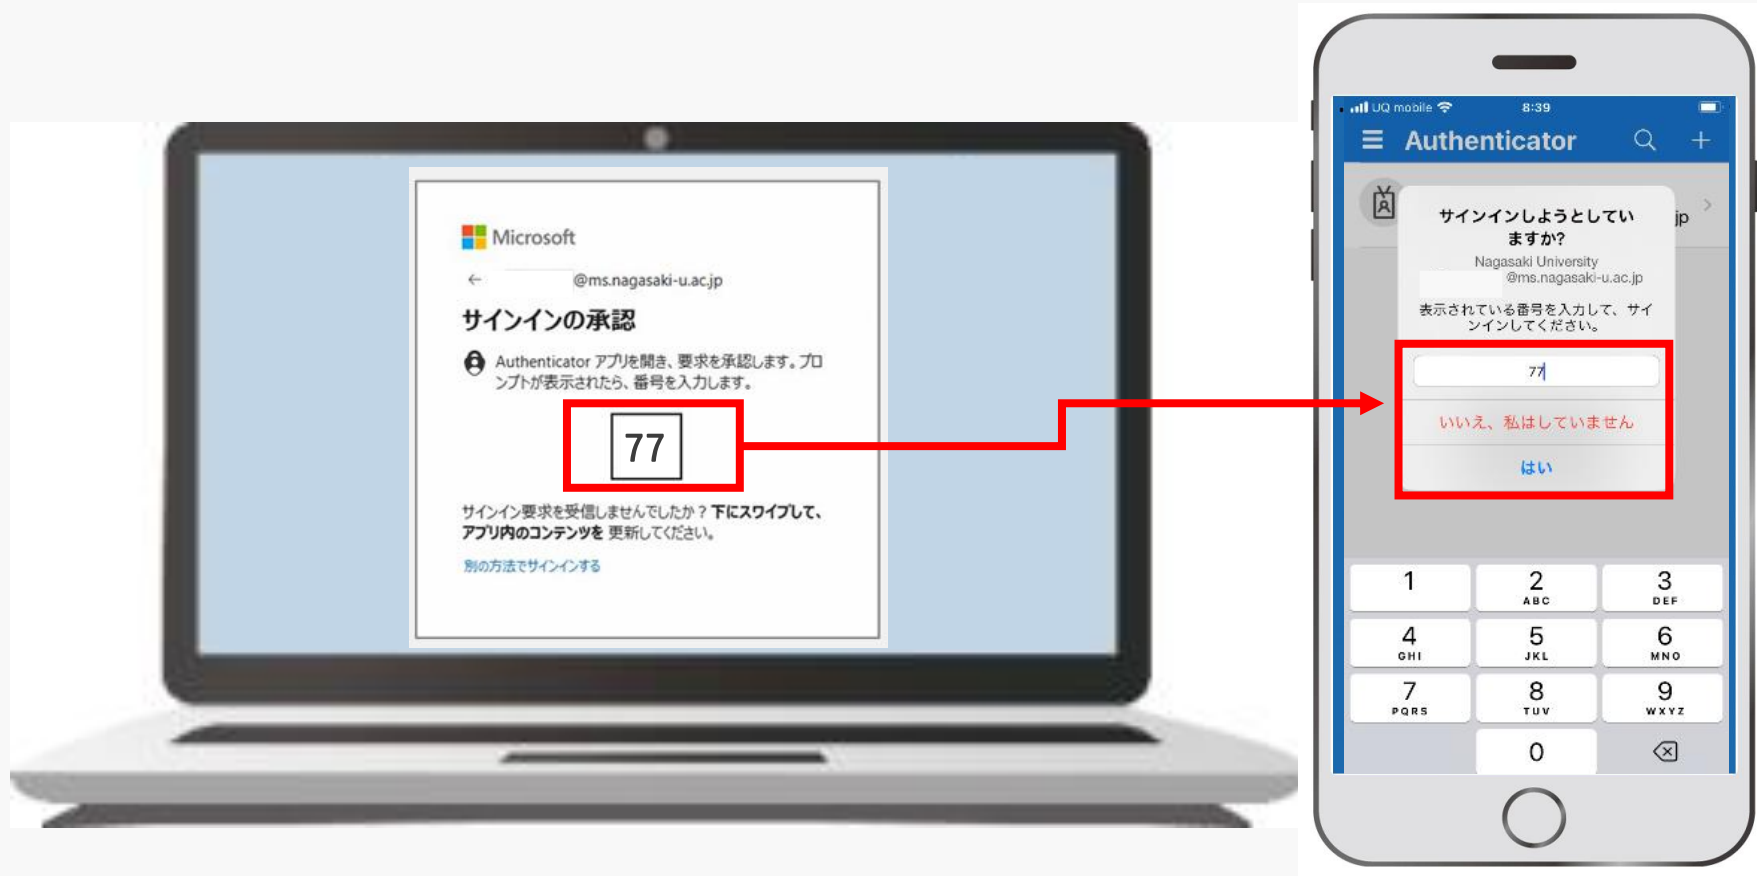 Microsoft
← @ms.nagasaki-u.ac.jp
サインインの承認
Authenticator アプリを開き、要求を承認します。プロ
ンプトが表示されたら、番号を入力します。
77
サインイン要求を受信しませんでしたか？下にスワイプして、
アプリ内のコンテンツを 更新してください。
別の方法でサインインする
UQ mobile 8:39
Authenticator
jp
サインインしようとしてい
ますか?
Nagasaki University
@ms.nagasaki-u.ac.jp
表示されている番号を入力して、サイ
ンインしてください。
77
いいえ、私はしていません
はい
1 2 3
ABC DEF
4 5 6
GHI JKL MNO
7 8 9
PQRS TUV WXYZ
0